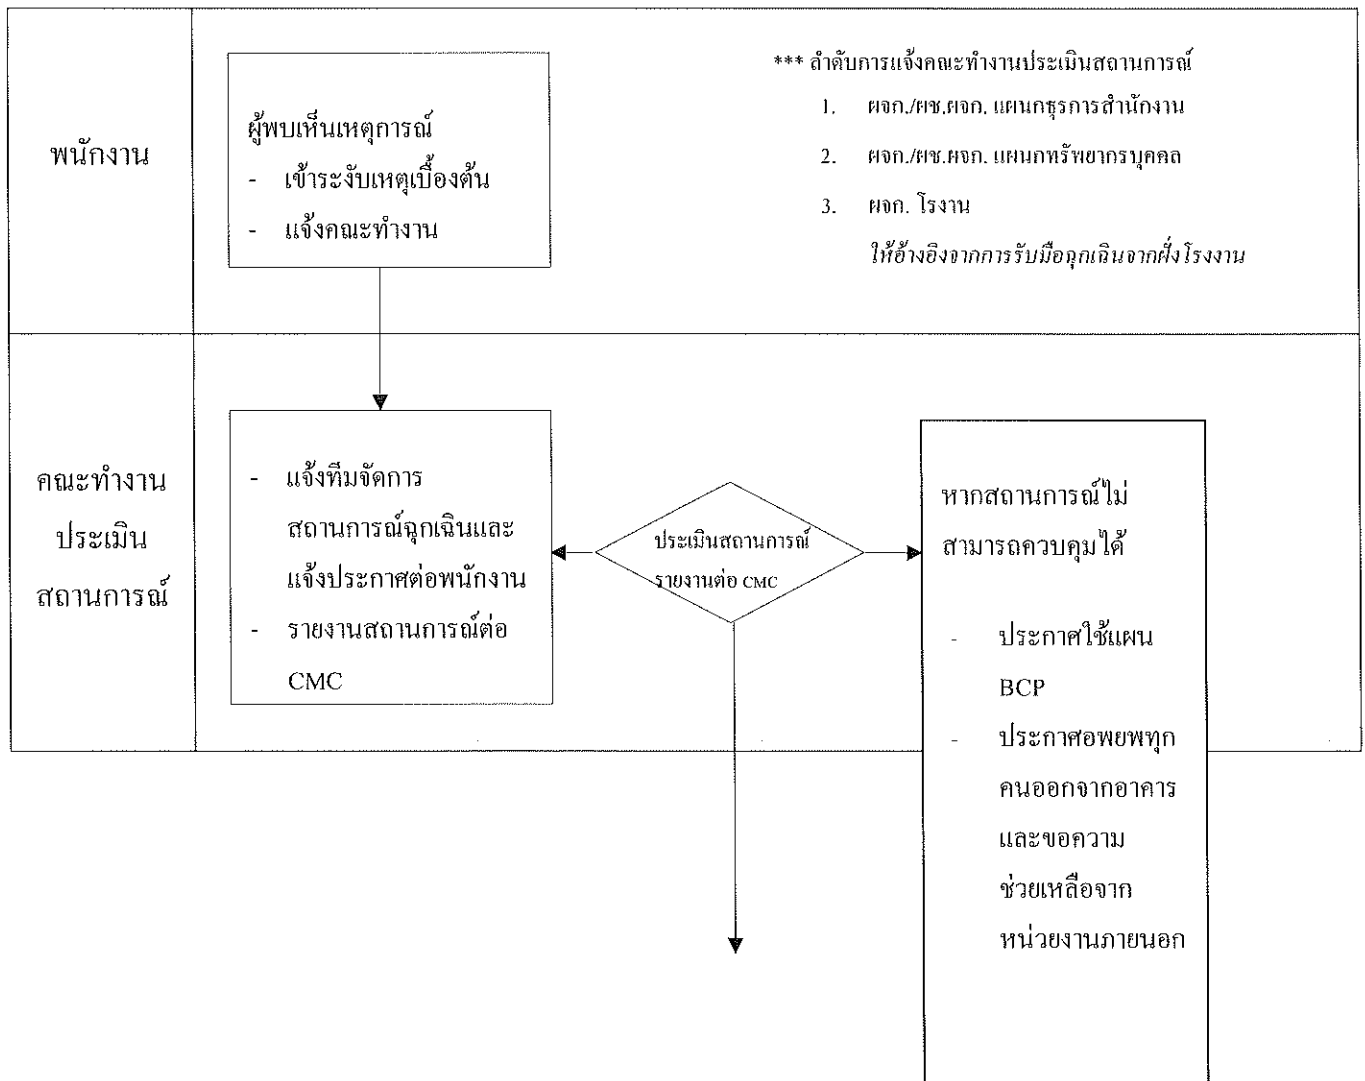 พนักงาน
ผู้พบเห็นเหตุการณ์
- เข้าระงับเหตุเบื้องต้น
- แจ้งคณะทำงาน
*** ลำดับการแจ้งคณะทำงานประเมินสถานการณ์
1. ผจก./ผช.ผจก. แผนกธุรการสำนักงาน
2. ผจก./ผช.ผจก. แผนกทรัพยากรบุคคล
3. ผจก. โรงาน
ให้อ้างอิงจากการรับมือฉุกเฉินจากฝั่งโรงงาน
คณะทำงาน
ประเมิน
สถานการณ์
- แจ้งทีมจัดการ
สถานการณ์ฉุกเฉินและ
แจ้งประกาศต่อพนักงาน
- รายงานสถานการณ์ต่อ
CMC
ประเมินสถานการณ์
รายงานต่อ CMC
หากสถานการณ์ไม่
สามารถควบคุมได้
- ประกาศใช้แผน
BCP
- ประกาศอพยพทุก
คนออกจากอาคาร
และขอความ
ช่วยเหลือจาก
หน่วยงานภายนอก